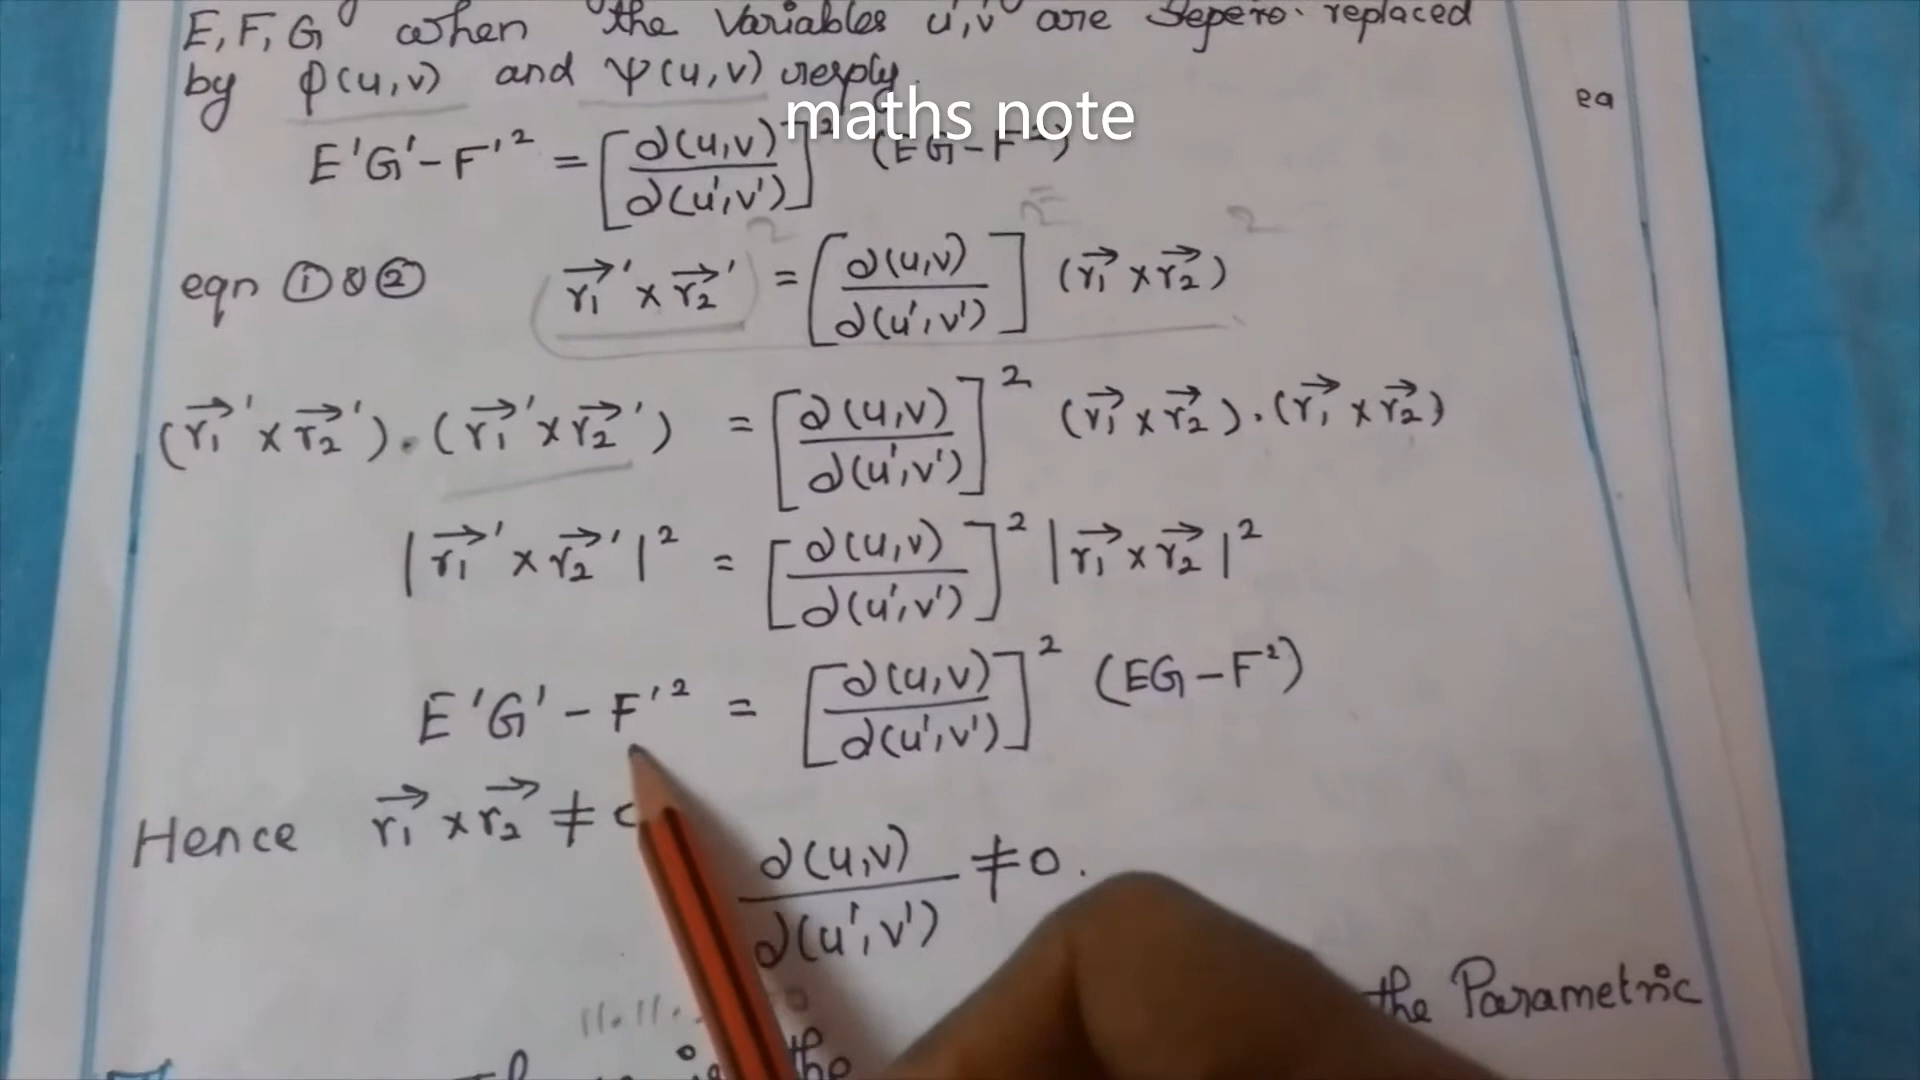 E, F, G when the variables u, v are replaced
by φ(u,v) and ψ(u,v) resply.
maths note
ea
E'G' - F'² = [∂(u,v)/∂(u',v')]² (EG - F²)
eqn ① & ② r₁⃗' × r₂⃗' = [∂(u,v)/∂(u',v')] (r₁⃗ × r₂⃗)
(r₁⃗' × r₂⃗') . (r₁⃗' × r₂⃗') = [∂(u,v)/∂(u',v')]² (r₁⃗ × r₂⃗) . (r₁⃗ × r₂⃗)
|r₁⃗' × r₂⃗'|² = [∂(u,v)/∂(u',v')]² |r₁⃗ × r₂⃗|²
E'G' - F'² = [∂(u,v)/∂(u',v')]² (EG - F²)
Hence r₁⃗ × r₂⃗ ≠ ∂(u,v)/∂(u',v') ≠ 0.
the Parametric
the